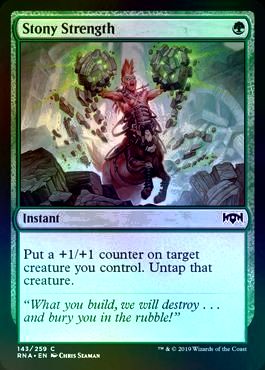 Stony Strength
Instant
Put a +1/+1 counter on target
creature you control. Untap that
creature.
“What you build, we will destroy . . .
and bury you in the rubble!”
143/259 C
RNA • EN Chris Seaman
™ & © 2019 Wizards of the Coast